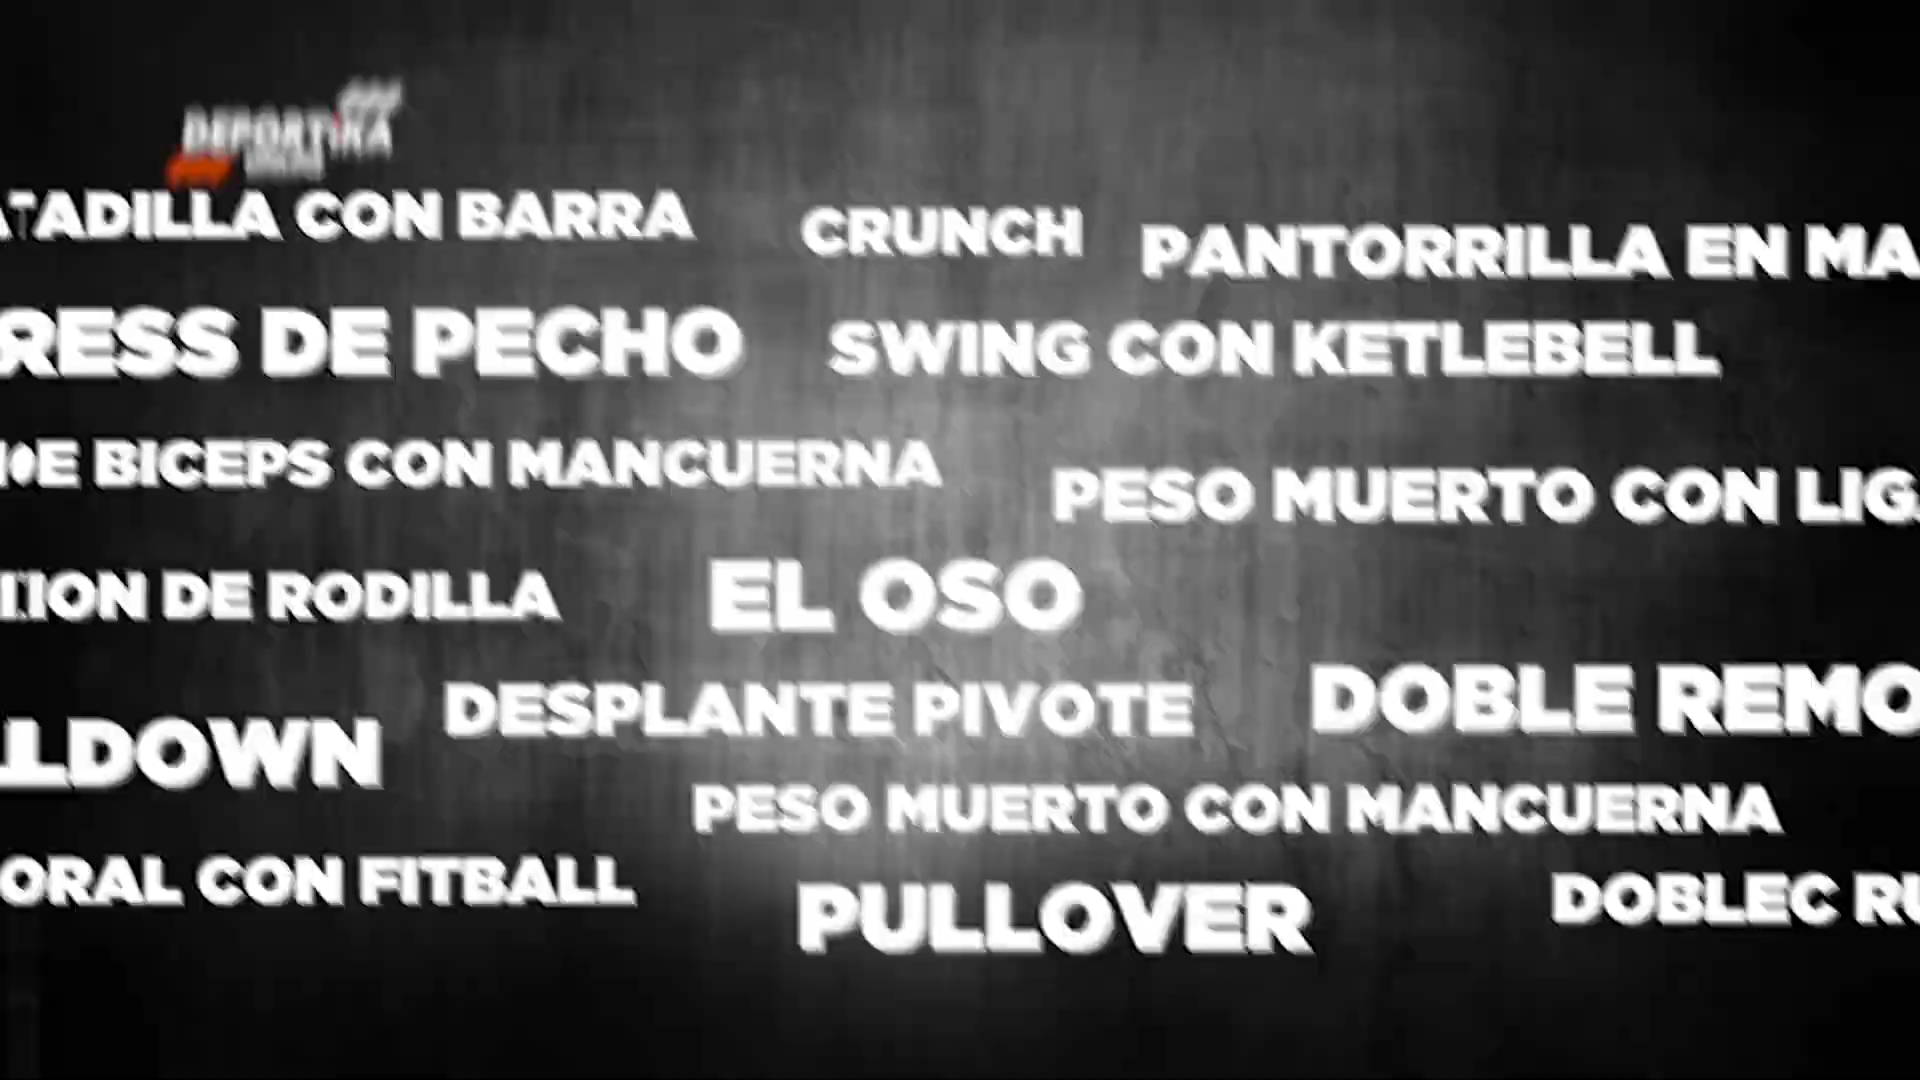 DEPORTIKA
ADILLA CON BARRA
CRUNCH
PANTORRILLA EN MA
RESS DE PECHO
SWING CON KETLEBELL
E BICEPS CON MANCUERNA
PESO MUERTO CON LIG
ION DE RODILLA
EL OSO
DESPLANTE PIVOTE
DOBLE REMO
LLDOWN
PESO MUERTO CON MANCUERNA
ORAL CON FITBALL
PULLOVER
DOBLEC RU